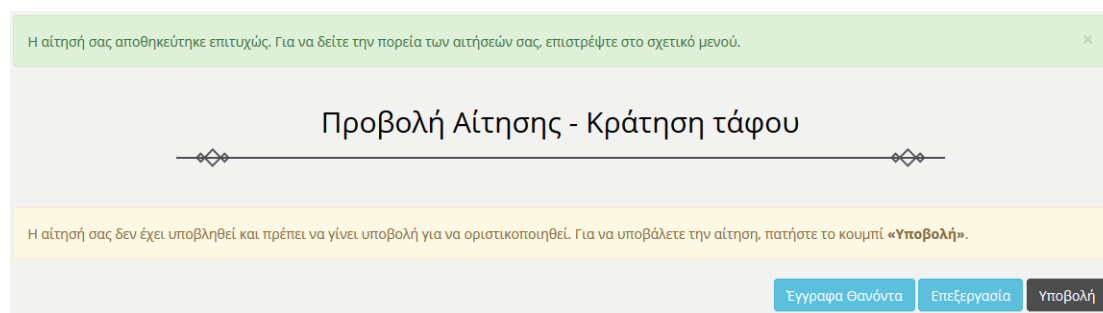 Η αίτησή σας αποθηκεύτηκε επιτυχώς. Για να δείτε την πορεία των αιτήσεών σας, επιστρέψτε στο σχετικό μενού. ×
Προβολή Αίτησης - Κράτηση τάφου
Η αίτησή σας δεν έχει υποβληθεί και πρέπει να γίνει υποβολή για να οριστικοποιηθεί. Για να υποβάλετε την αίτηση, πατήστε το κουμπί «Υποβολή».
Έγγραφα Θανόντα Επεξεργασία Υποβολή